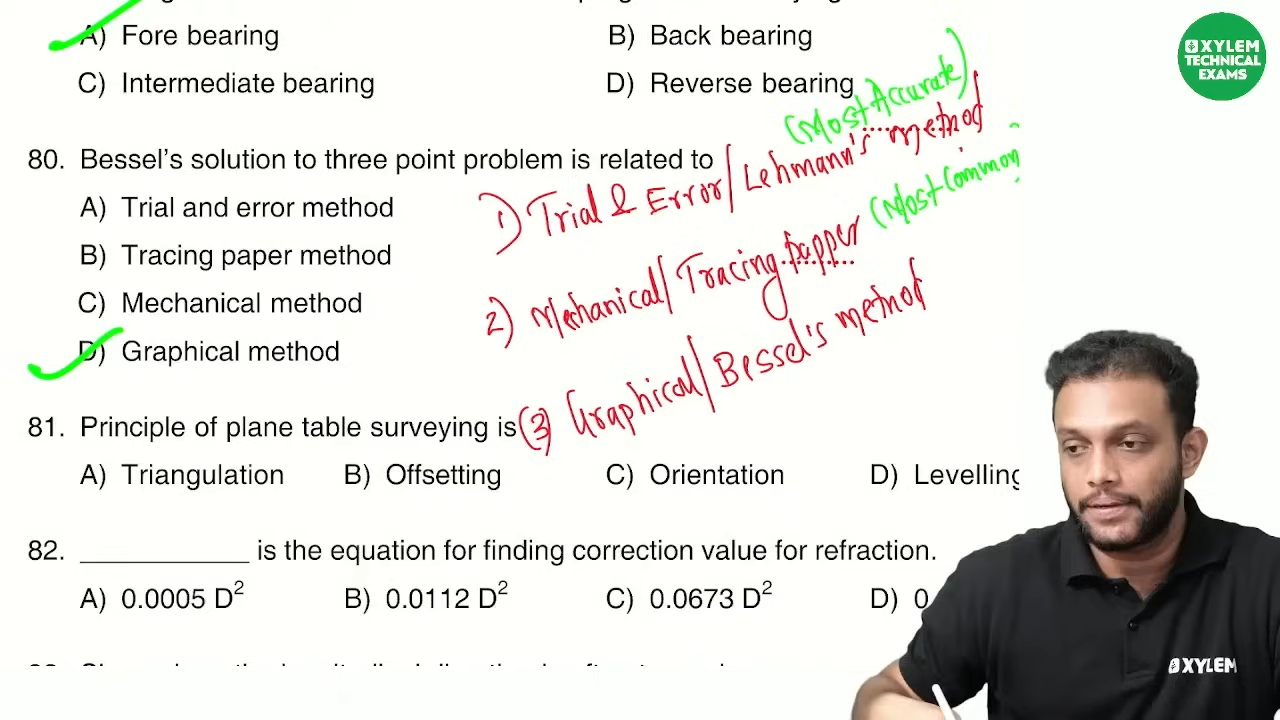 A) Fore bearing B) Back bearing
C) Intermediate bearing D) Reverse bearing
80. Bessel's solution to three point problem is related to
A) Trial and error method
B) Tracing paper method
C) Mechanical method
D) Graphical method
(Most Accurate)
1) Trial & Error/Lehmann's method
(Most Common
2) Mechanical/Tracing papper
(3) Graphical/Bessel's method
81. Principle of plane table surveying is
A) Triangulation B) Offsetting C) Orientation D) Levelling
82. ____________ is the equation for finding correction value for refraction.
A) 0.0005 D² B) 0.0112 D² C) 0.0673 D² D) 0
OXYLEM
TECHNICAL
EXAMS
OXYLEM